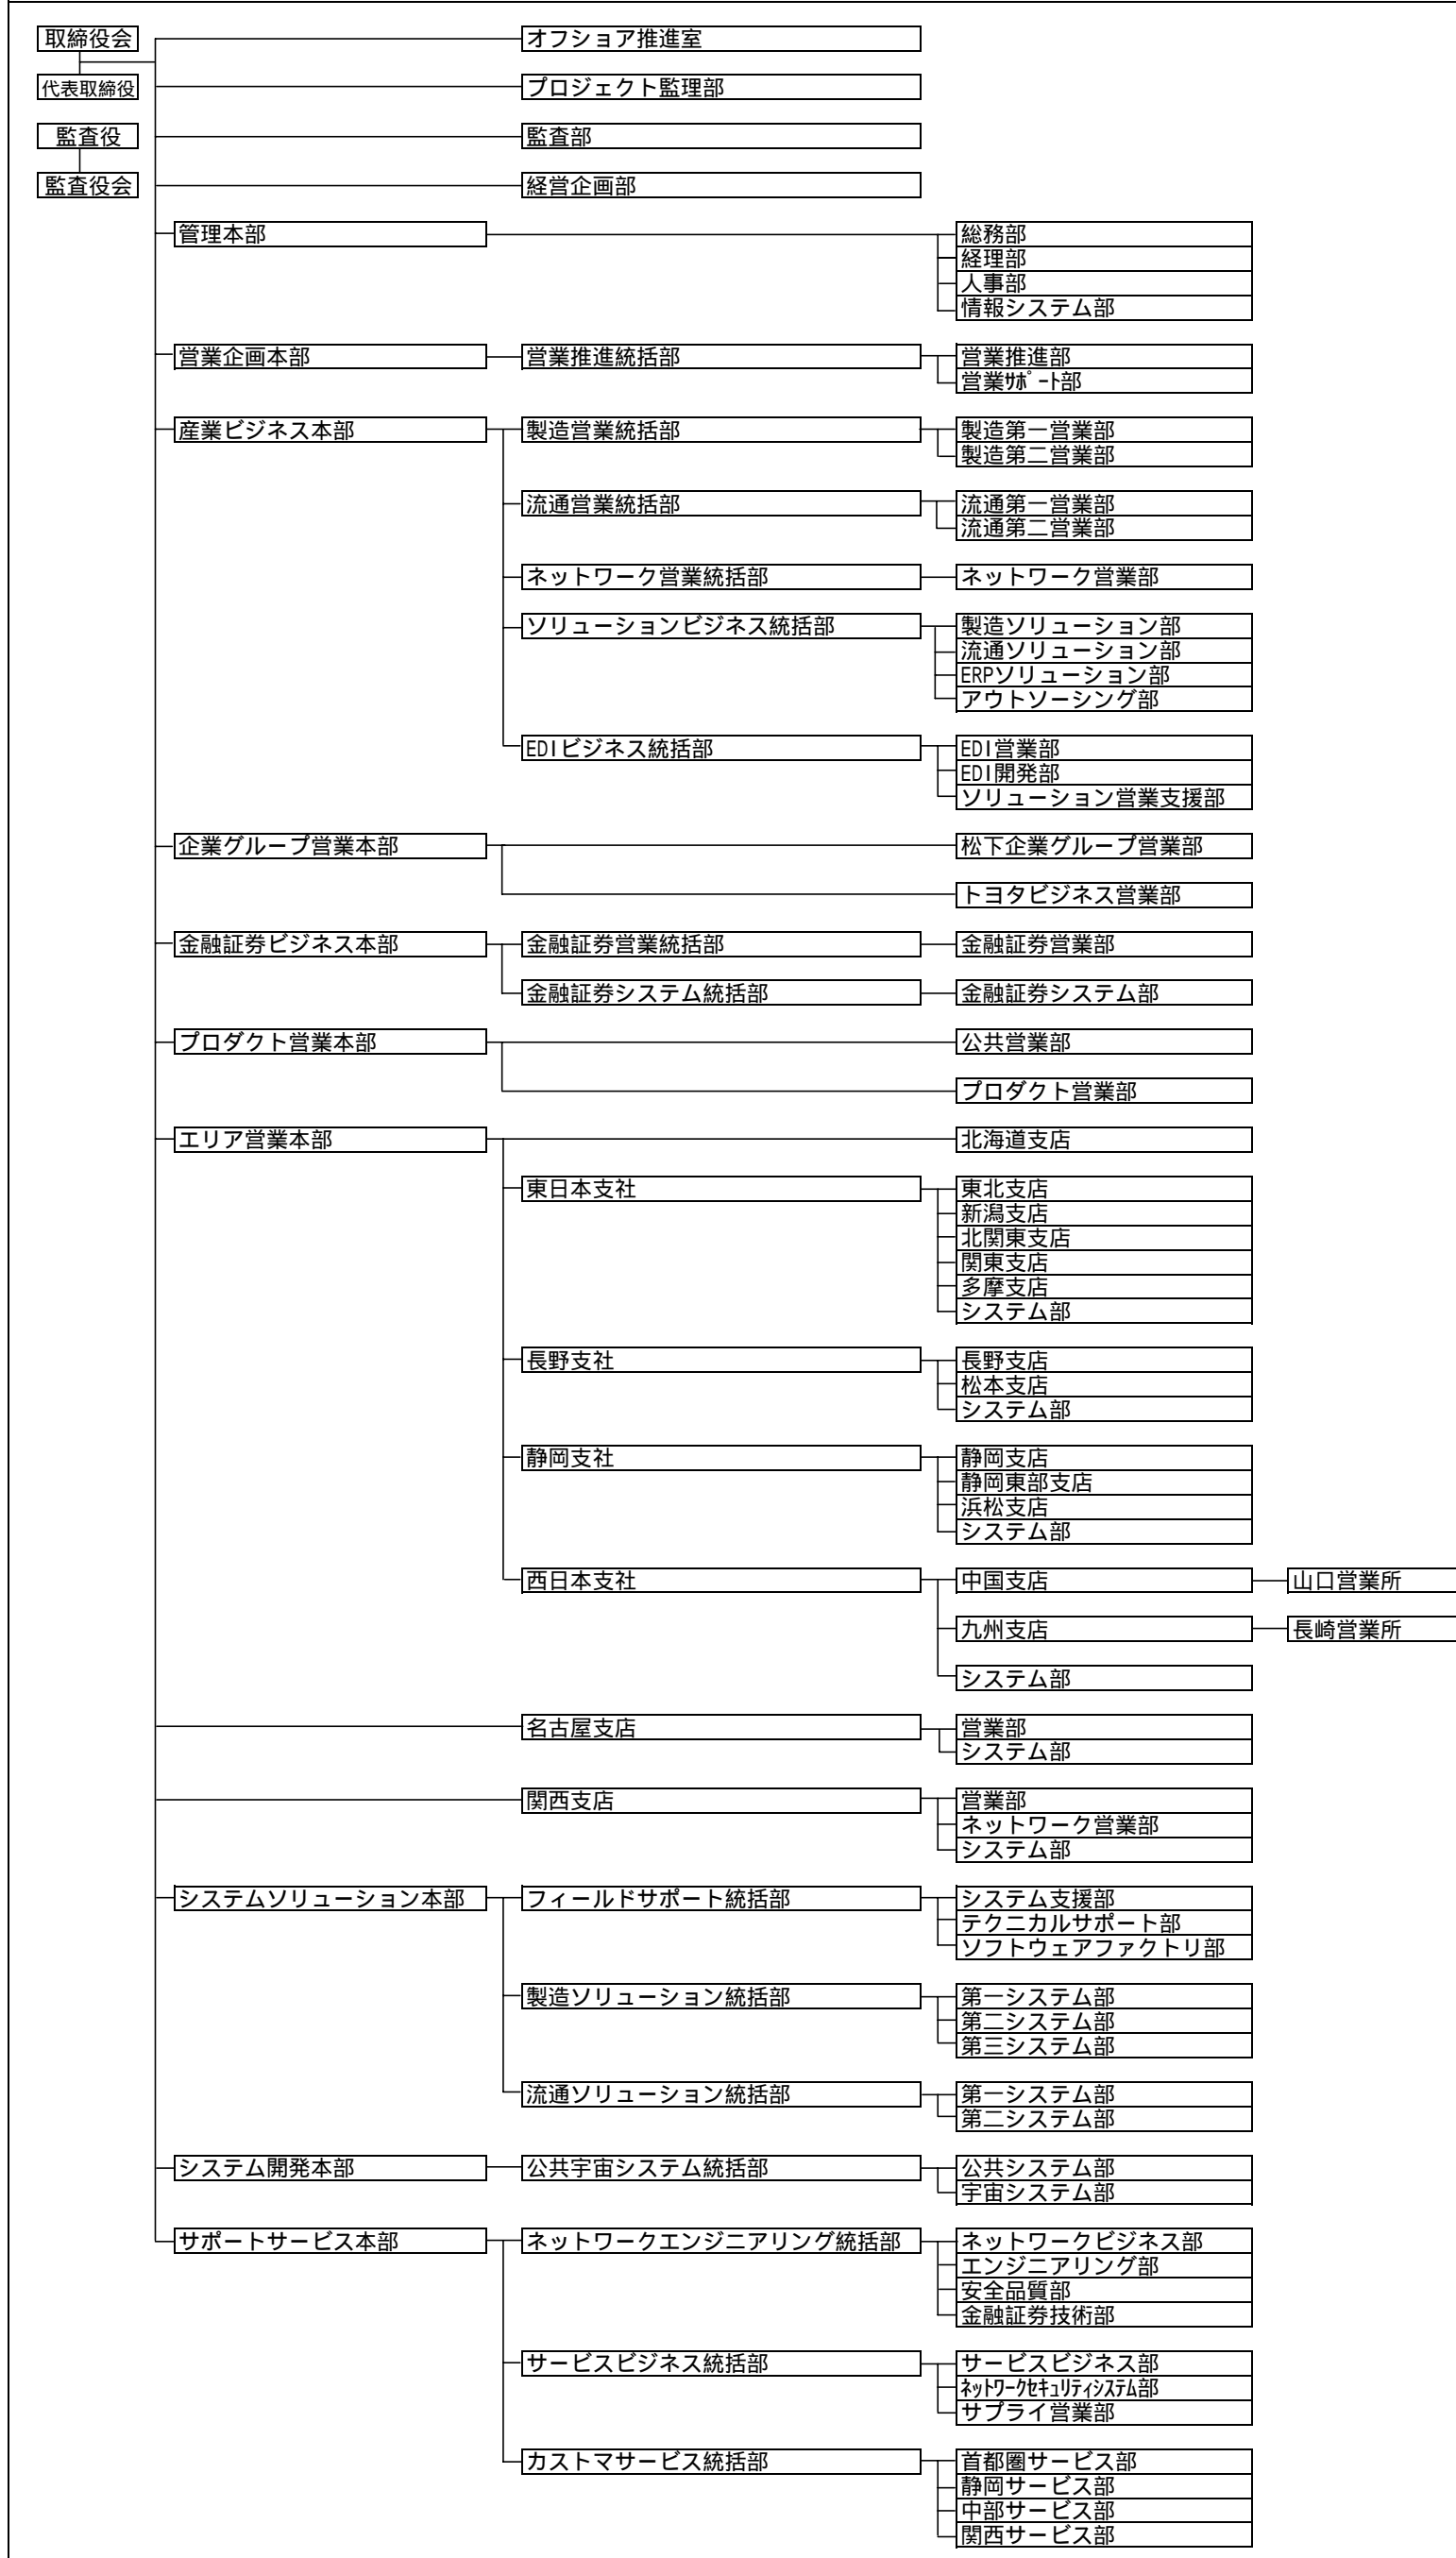 取締役会 オフショア推進室
代表取締役 プロジェクト監理部
監査役 監査部
監査役会 経営企画部
管理本部 総務部
経理部
人事部
情報システム部
営業企画本部 営業推進統括部 営業推進部
営業ｻﾎﾟｰﾄ部
産業ビジネス本部 製造営業統括部 製造第一営業部
製造第二営業部
流通営業統括部 流通第一営業部
流通第二営業部
ネットワーク営業統括部 ネットワーク営業部
ソリューションビジネス統括部 製造ソリューション部
流通ソリューション部
ERPソリューション部
アウトソーシング部
EDIビジネス統括部 EDI営業部
EDI開発部
ソリューション営業支援部
企業グループ営業本部 松下企業グループ営業部
トヨタビジネス営業部
金融証券ビジネス本部 金融証券営業統括部 金融証券営業部
金融証券システム統括部 金融証券システム部
プロダクト営業本部 公共営業部
プロダクト営業部
エリア営業本部 北海道支店
東日本支社 東北支店
新潟支店
北関東支店
関東支店
多摩支店
システム部
長野支社 長野支店
松本支店
システム部
静岡支社 静岡支店
静岡東部支店
浜松支店
システム部
西日本支社 中国支店 山口営業所
九州支店 長崎営業所
システム部
名古屋支店 営業部
システム部
関西支店 営業部
ネットワーク営業部
システム部
システムソリューション本部 フィールドサポート統括部 システム支援部
テクニカルサポート部
ソフトウェアファクトリ部
製造ソリューション統括部 第一システム部
第二システム部
第三システム部
流通ソリューション統括部 第一システム部
第二システム部
システム開発本部 公共宇宙システム統括部 公共システム部
宇宙システム部
サポートサービス本部 ネットワークエンジニアリング統括部 ネットワークビジネス部
エンジニアリング部
安全品質部
金融証券技術部
サービスビジネス統括部 サービスビジネス部
ﾈｯﾄﾜｰｸｾｷｭﾘﾃｨｼｽﾃﾑ部
サプライ営業部
カストマサービス統括部 首都圏サービス部
静岡サービス部
中部サービス部
関西サービス部